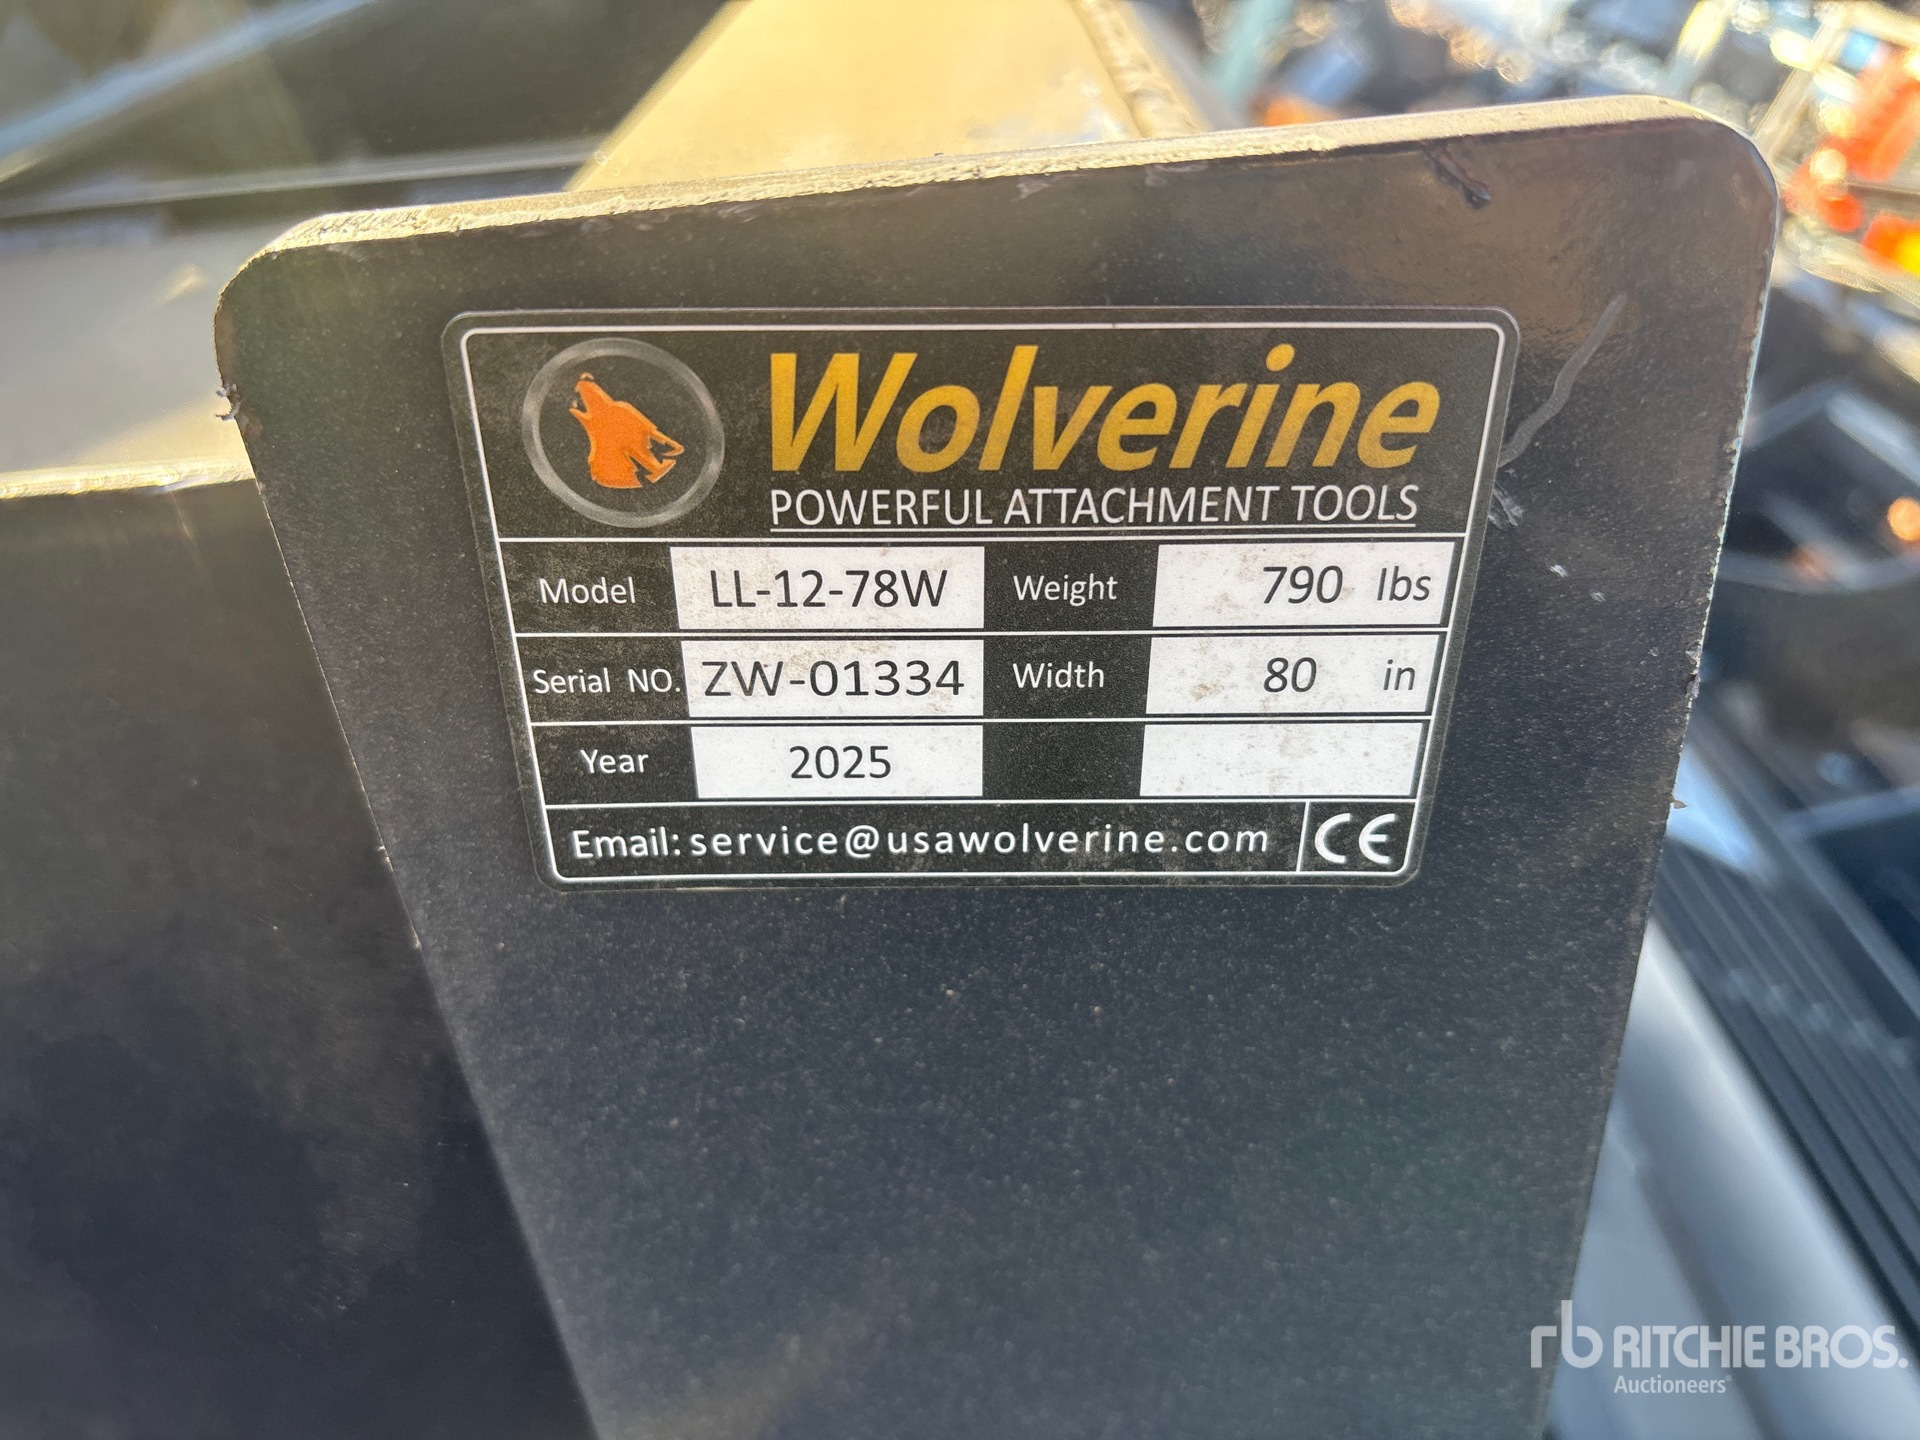 Wolverine
POWERFUL ATTACHMENT TOOLS
Model LL-12-78W Weight 790 lbs
Serial NO. ZW-01334 Width 80 in
Year 2025
Email: service@usawolverine.com CE
rb RITCHIE BROS.
Auctioneers